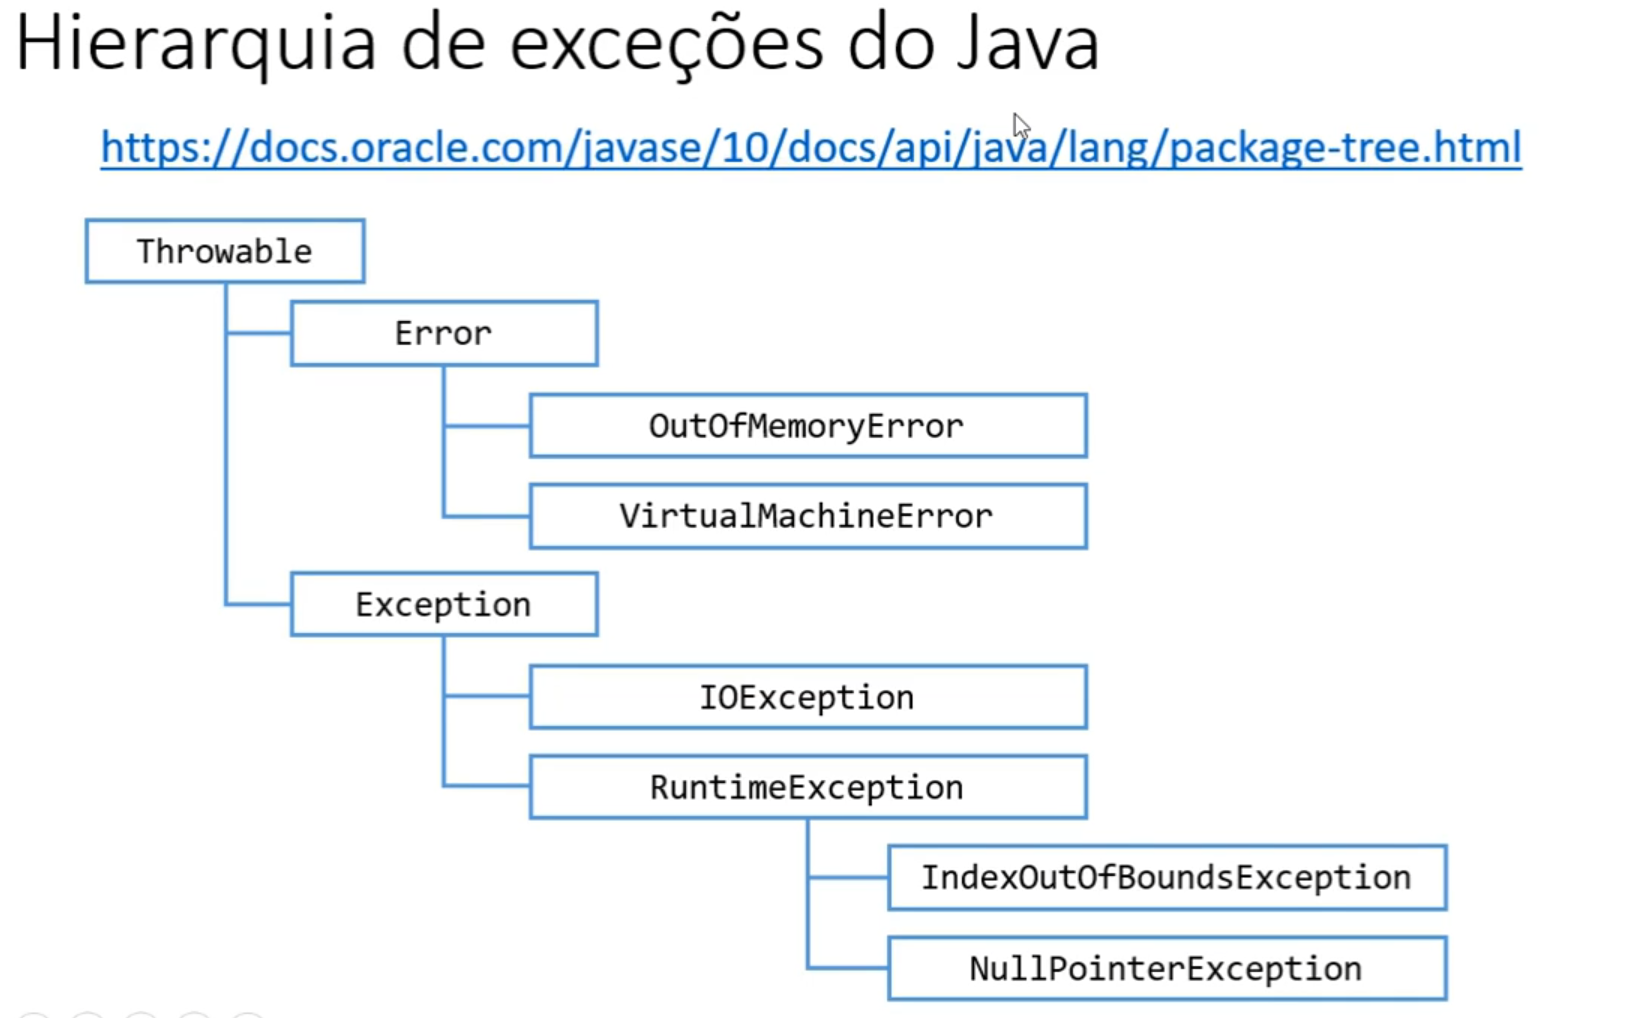 Hierarquia de exceções do Java
https://docs.oracle.com/javase/10/docs/api/java/lang/package-tree.html
Throwable
Error
OutOfMemoryError
VirtualMachineError
Exception
IOException
RuntimeException
IndexOutOfBoundsException
NullPointerException